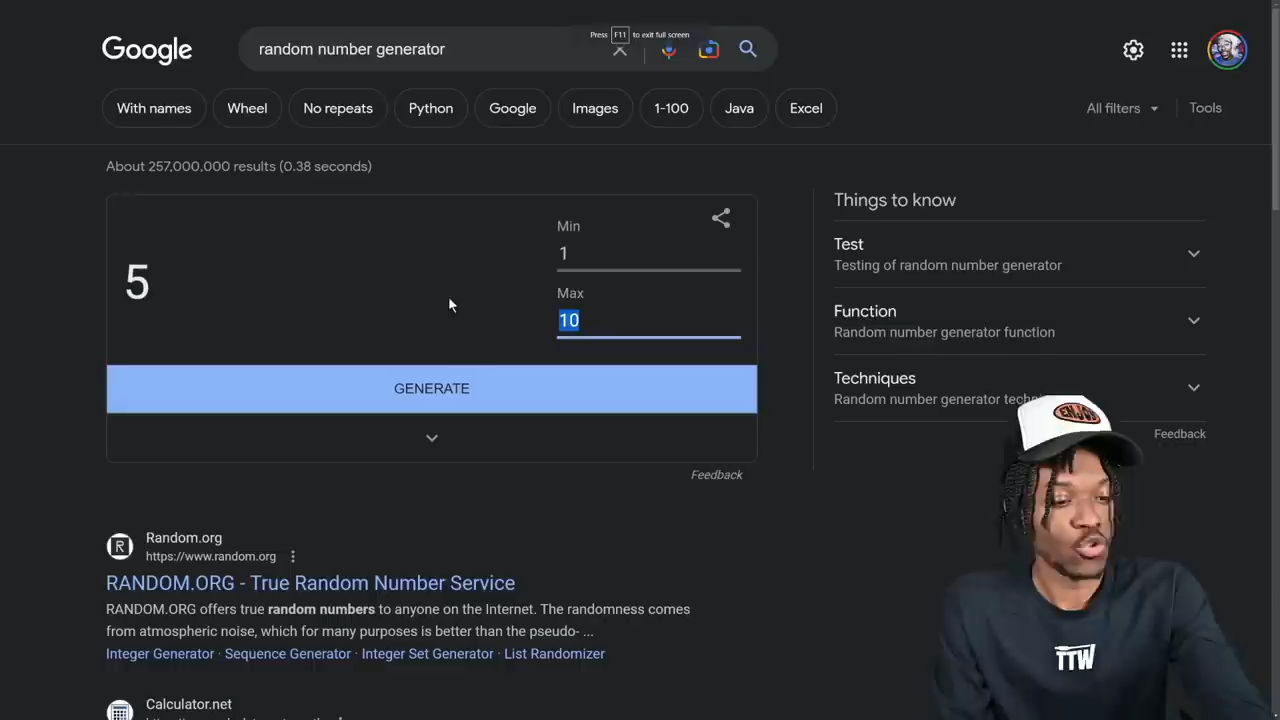 Press F11 to exit full screen
Google
random number generator
With names
Wheel
No repeats
Python
Google
Images
1-100
Java
Excel
All filters
Tools
About 257,000,000 results (0.38 seconds)
5
Min
1
Max
10
GENERATE
Feedback
Things to know
Test
Testing of random number generator
Function
Random number generator function
Techniques
Random number generator
Feedback
R
Random.org
https://www.random.org
RANDOM.ORG - True Random Number Service
RANDOM.ORG offers true random numbers to anyone on the Internet. The randomness comes
from atmospheric noise, which for many purposes is better than the pseudo- ...
Integer Generator · Sequence Generator · Integer Set Generator · List Randomizer
Calculator.net
ENJOY
TTW